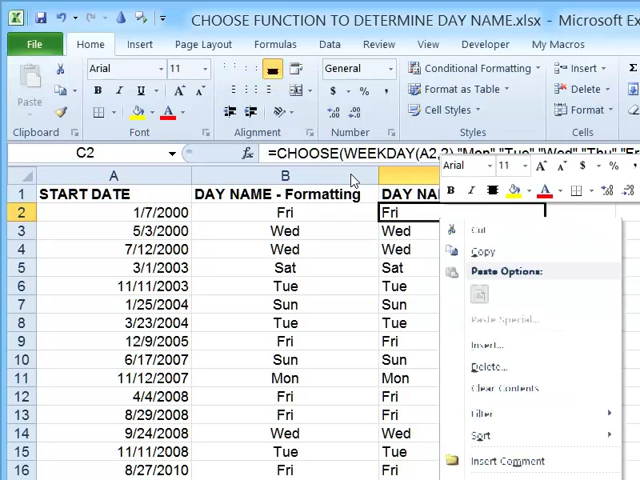 CHOOSE FUNCTION TO DETERMINE DAY NAME.xlsx - Microsoft Ex
File Home Insert Page Layout Formulas Data Review View Developer My Macros
Arial 11 General Conditional Formatting Insert
Paste B I U A A $ % , Format as Table Delete
A Cell Styles Format
Clipboard Font Alignment Number Styles Cells
C2 fx =CHOOSE(WEEKDAY(A2,2),"Mon","Tue","Wed","Thu","Fr
Arial 11 A A $ %
B I A
A B
1 START DATE DAY NAME - Formatting DAY NA
2 1/7/2000 Fri Fri
3 5/3/2000 Wed Wed
4 7/12/2000 Wed Wed
5 3/1/2003 Sat Sat
6 11/11/2003 Tue Tue
7 1/25/2004 Sun Sun
8 3/23/2004 Tue Tue
9 12/9/2005 Fri Fri
10 6/17/2007 Sun Sun
11 11/12/2007 Mon Mon
12 4/4/2008 Fri Fri
13 8/29/2008 Fri Fri
14 9/24/2008 Wed Wed
15 11/11/2008 Tue Tue
16 8/27/2010 Fri Fri
Cut
Copy
Paste Options:
Paste Special...
Insert...
Delete...
Clear Contents
Filter
Sort
Insert Comment